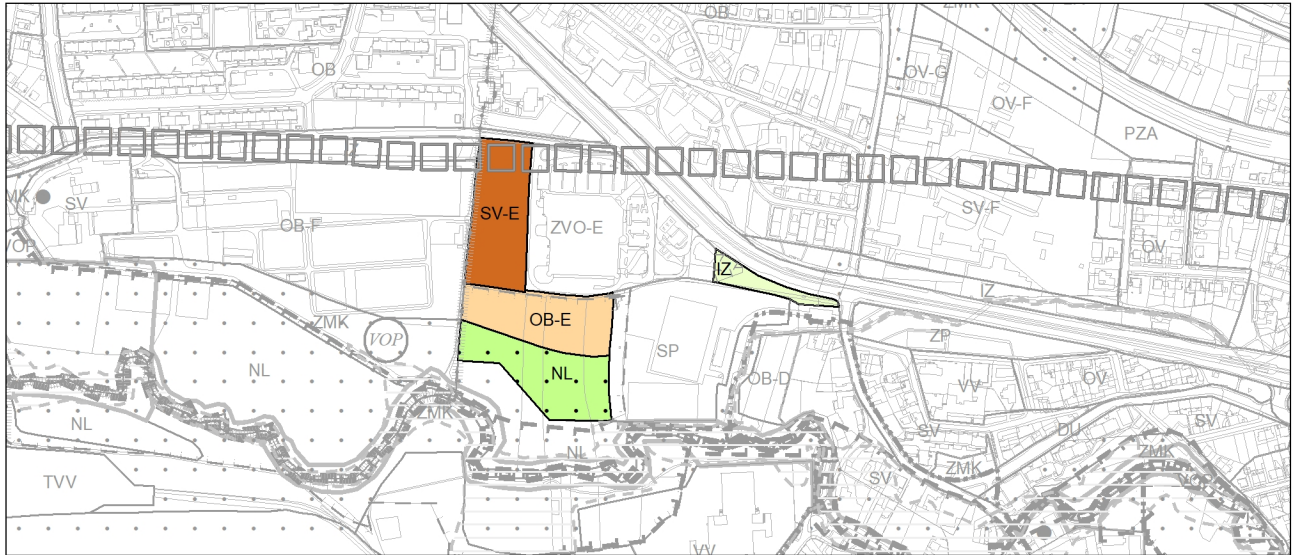 OB
ZMK
OB
OV-G
OV-F
PZA
MK
SV
SV-E
ZVO-E
SV-F
OV
VOP
OB-F
IZ
IZ
OB-E
ZMK
VOP
ZP
SP
NL
NL
OB-D
VV
OV
ZMK
SV
DU
SV
NL
NL
ZMK
ZMK
TVV
SV
VOP
VV